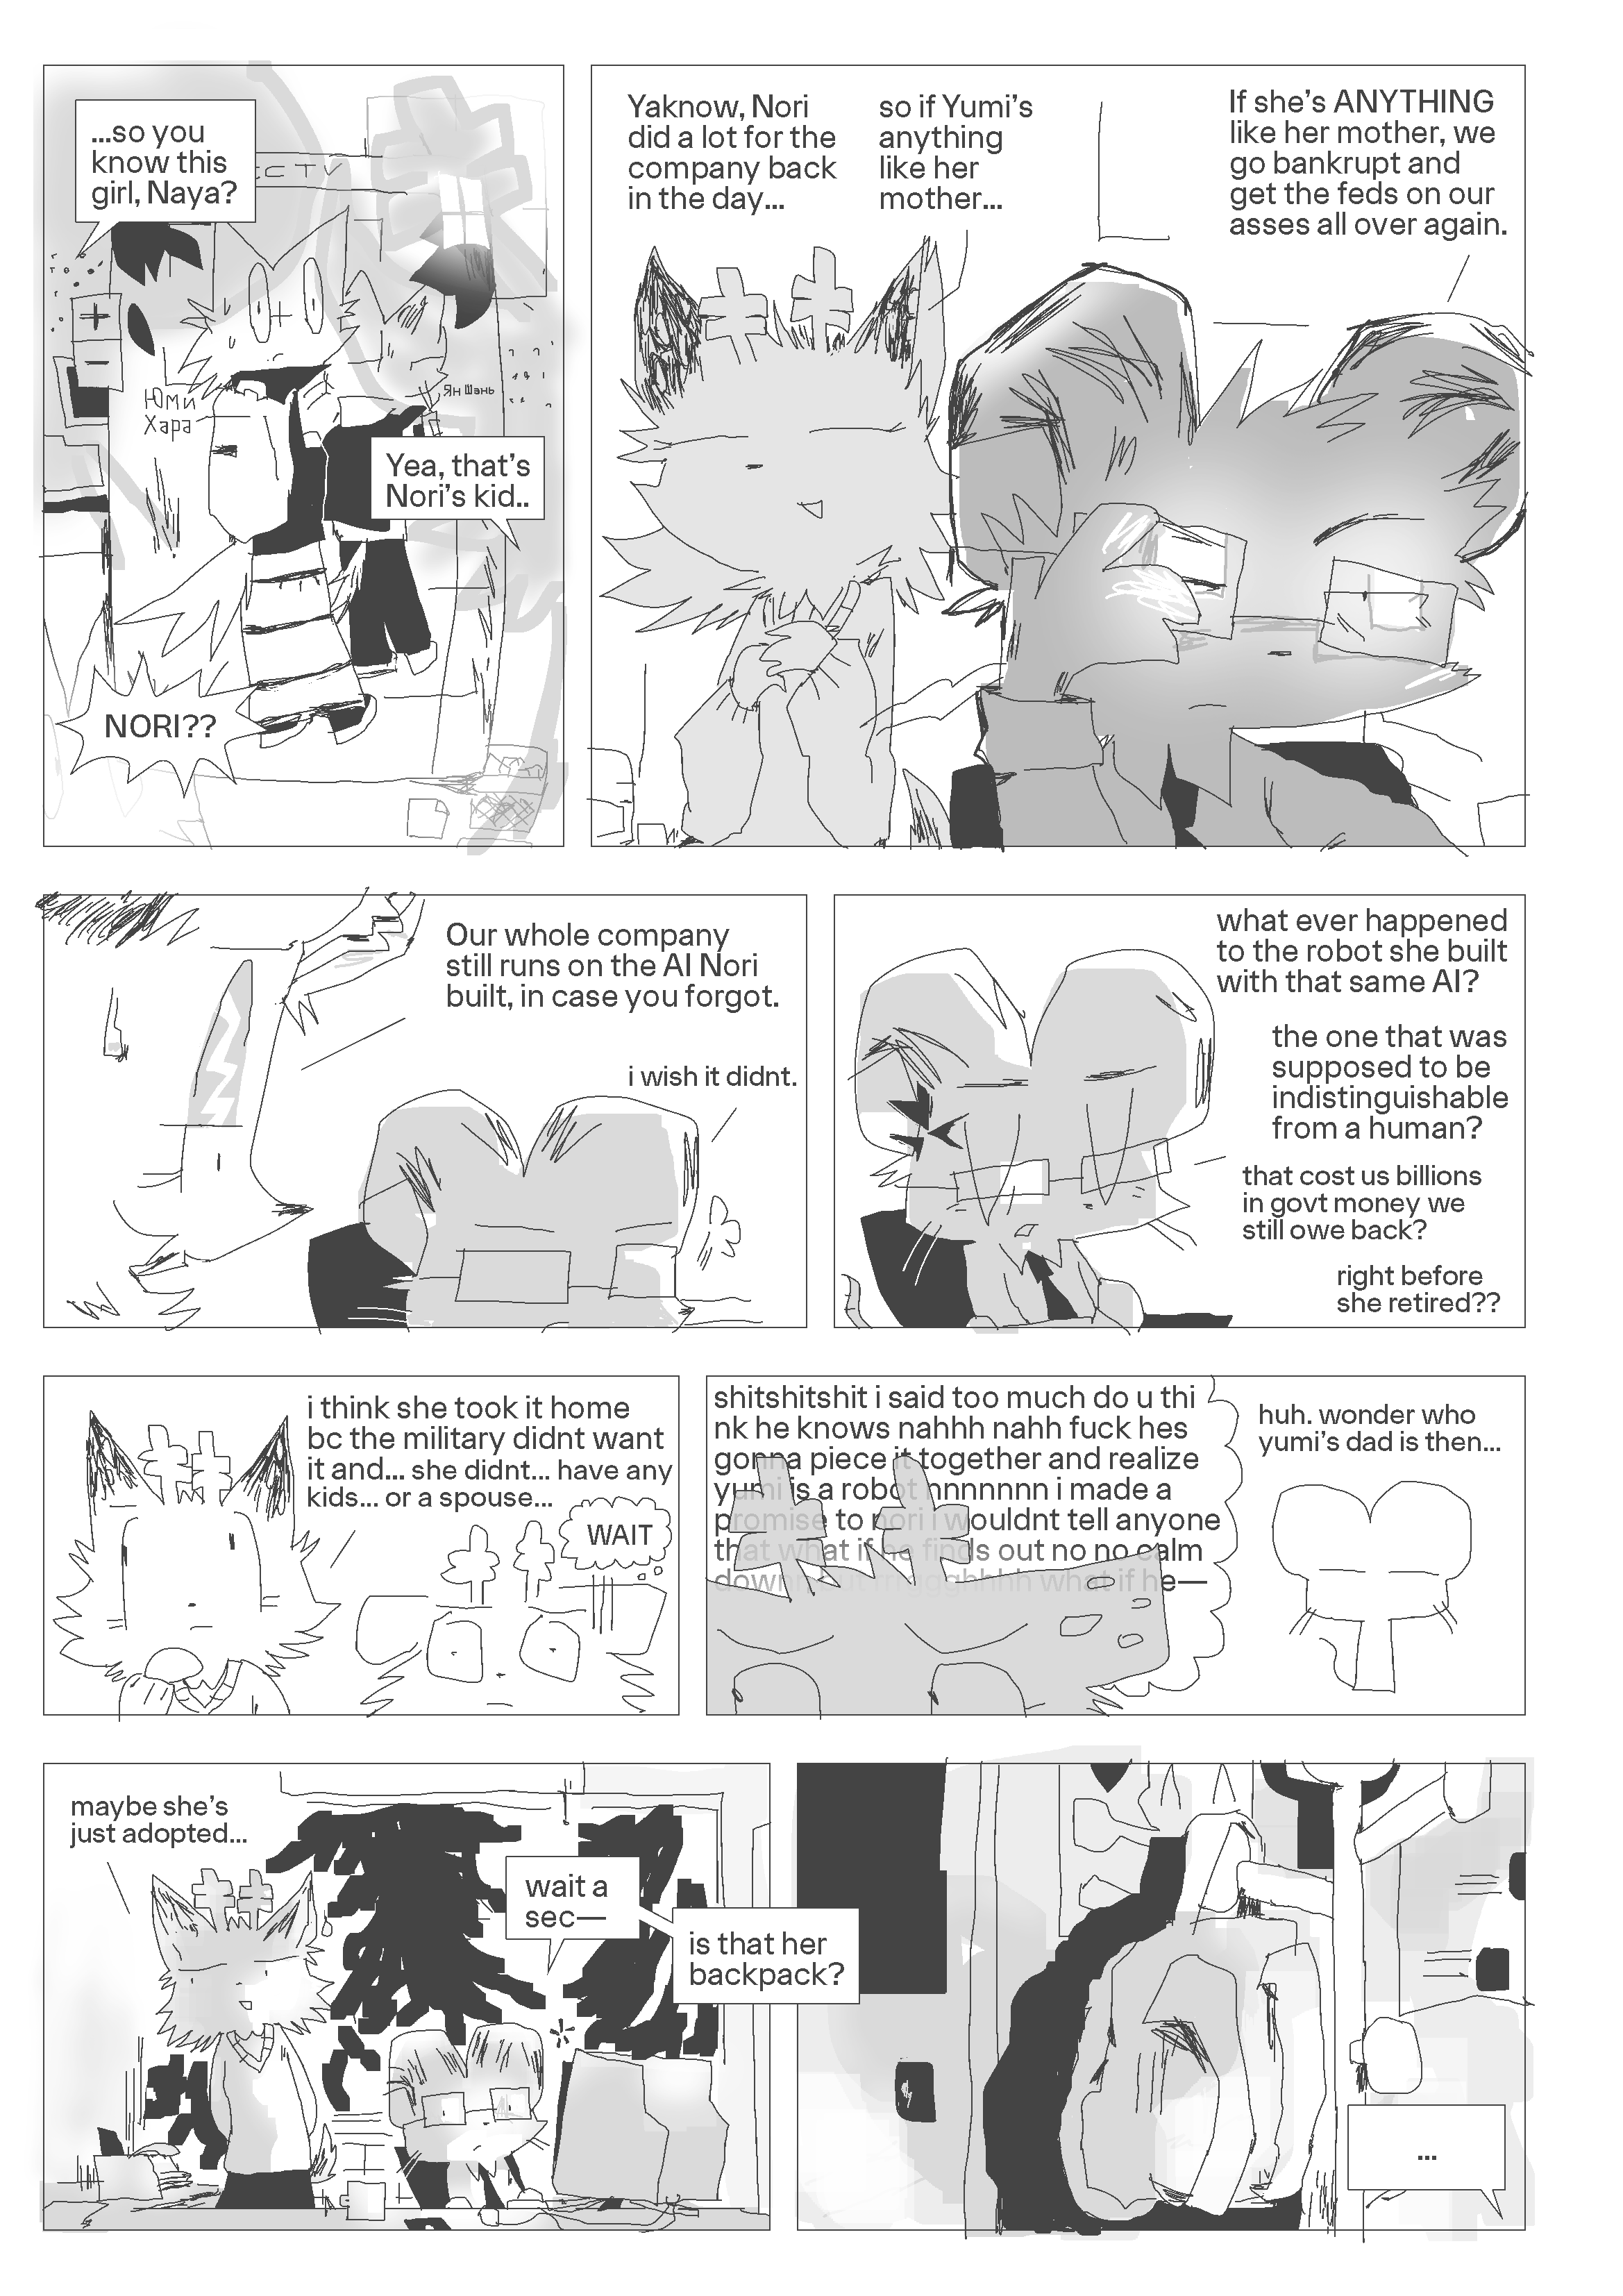 ...so you
know this
girl, Naya?
CCTV
Юми
Хара
Ян Шань
Yea, that's
Nori's kid..
NORI??
Yaknow, Nori
did a lot for the
company back
in the day...
so if Yumi's
anything
like her
mother...
If she's ANYTHING
like her mother, we
go bankrupt and
get the feds on our
asses all over again.
Our whole company
still runs on the AI Nori
built, in case you forgot.
i wish it didnt.
what ever happened
to the robot she built
with that same AI?
the one that was
supposed to be
indistinguishable
from a human?
that cost us billions
in govt money we
still owe back?
right before
she retired??
i think she took it home
bc the military didnt want
it and... she didnt... have any
kids... or a spouse...
WAIT
shitshitshit i said too much do u thi
nk he knows nahhh nahh fuck hes
gonna piece it together and realize
yumi is a robot nnnnnnn i made a
promise to nori i wouldnt tell anyone
that what if he finds out no no calm
what if he—
huh. wonder who
yumi's dad is then...
maybe she's
just adopted...
wait a
sec—
is that her
backpack?
...